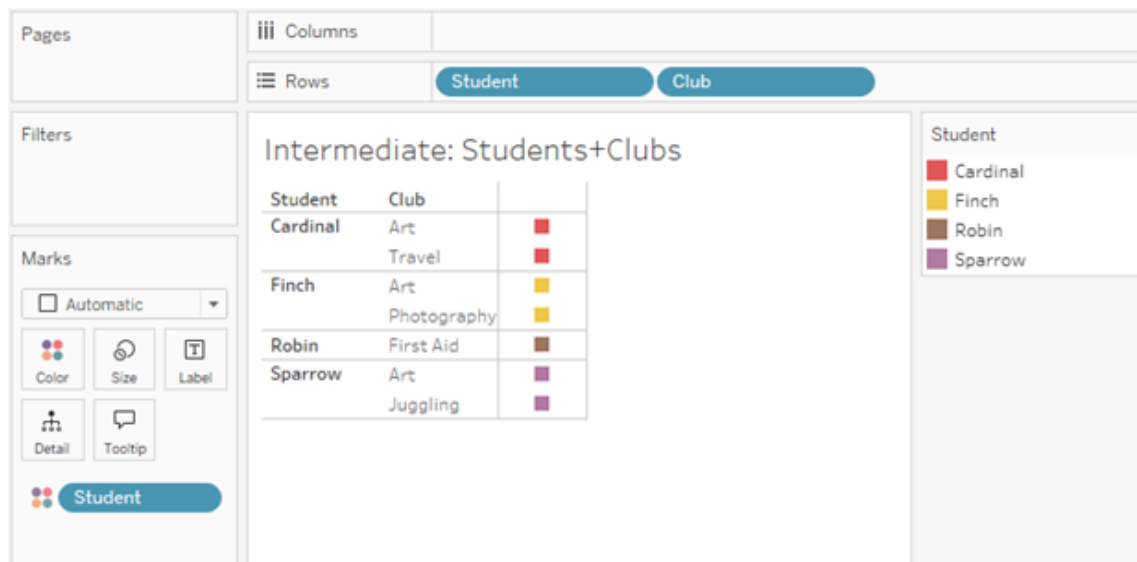 Pages
Columns
Rows
Student
Club
Filters
Marks
Automatic
Color
Size
Label
Detail
Tooltip
Student
Intermediate: Students+Clubs
Student Club
Cardinal Art
Travel
Finch Art
Photography
Robin First Aid
Sparrow Art
Juggling
Student
Cardinal
Finch
Robin
Sparrow